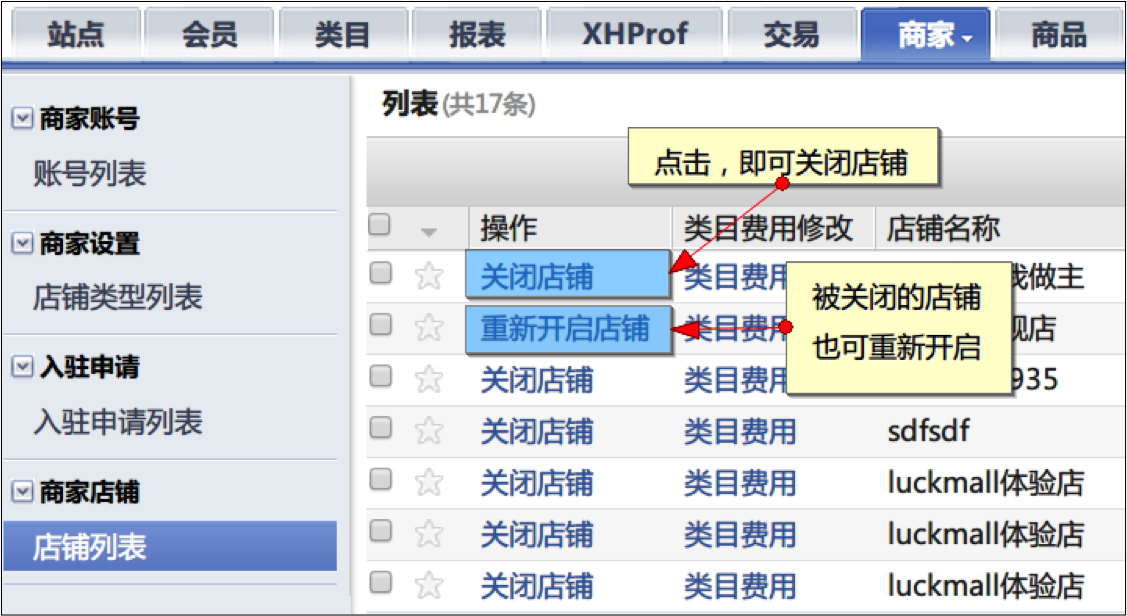 站点 会员 类目 报表 XHProf 交易 商家 商品
商家账号
账号列表
商家设置
店铺类型列表
入驻申请
入驻申请列表
商家店铺
店铺列表
列表(共17条)
点击，即可关闭店铺
操作 类目费用修改 店铺名称
关闭店铺 类目费用 做主
重新开启店铺 类目费用 店
被关闭的店铺
也可重新开启
关闭店铺 类目费用 935
关闭店铺 类目费用 sdfsdf
关闭店铺 类目费用 luckmall体验店
关闭店铺 类目费用 luckmall体验店
关闭店铺 类目费用 luckmall体验店